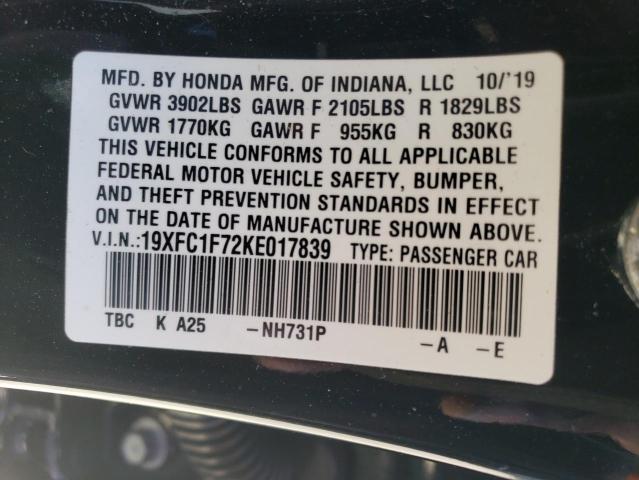 MFD. BY HONDA MFG. OF INDIANA, LLC 10/'19
GVWR 3902LBS GAWR F 2105LBS R 1829LBS
GVWR 1770KG GAWR F 955KG R 830KG
THIS VEHICLE CONFORMS TO ALL APPLICABLE
FEDERAL MOTOR VEHICLE SAFETY, BUMPER,
AND THEFT PREVENTION STANDARDS IN EFFECT
ON THE DATE OF MANUFACTURE SHOWN ABOVE.
V.I.N.:19XFC1F72KE017839 TYPE: PASSENGER CAR
TBC K A25 -NH731P -A -E